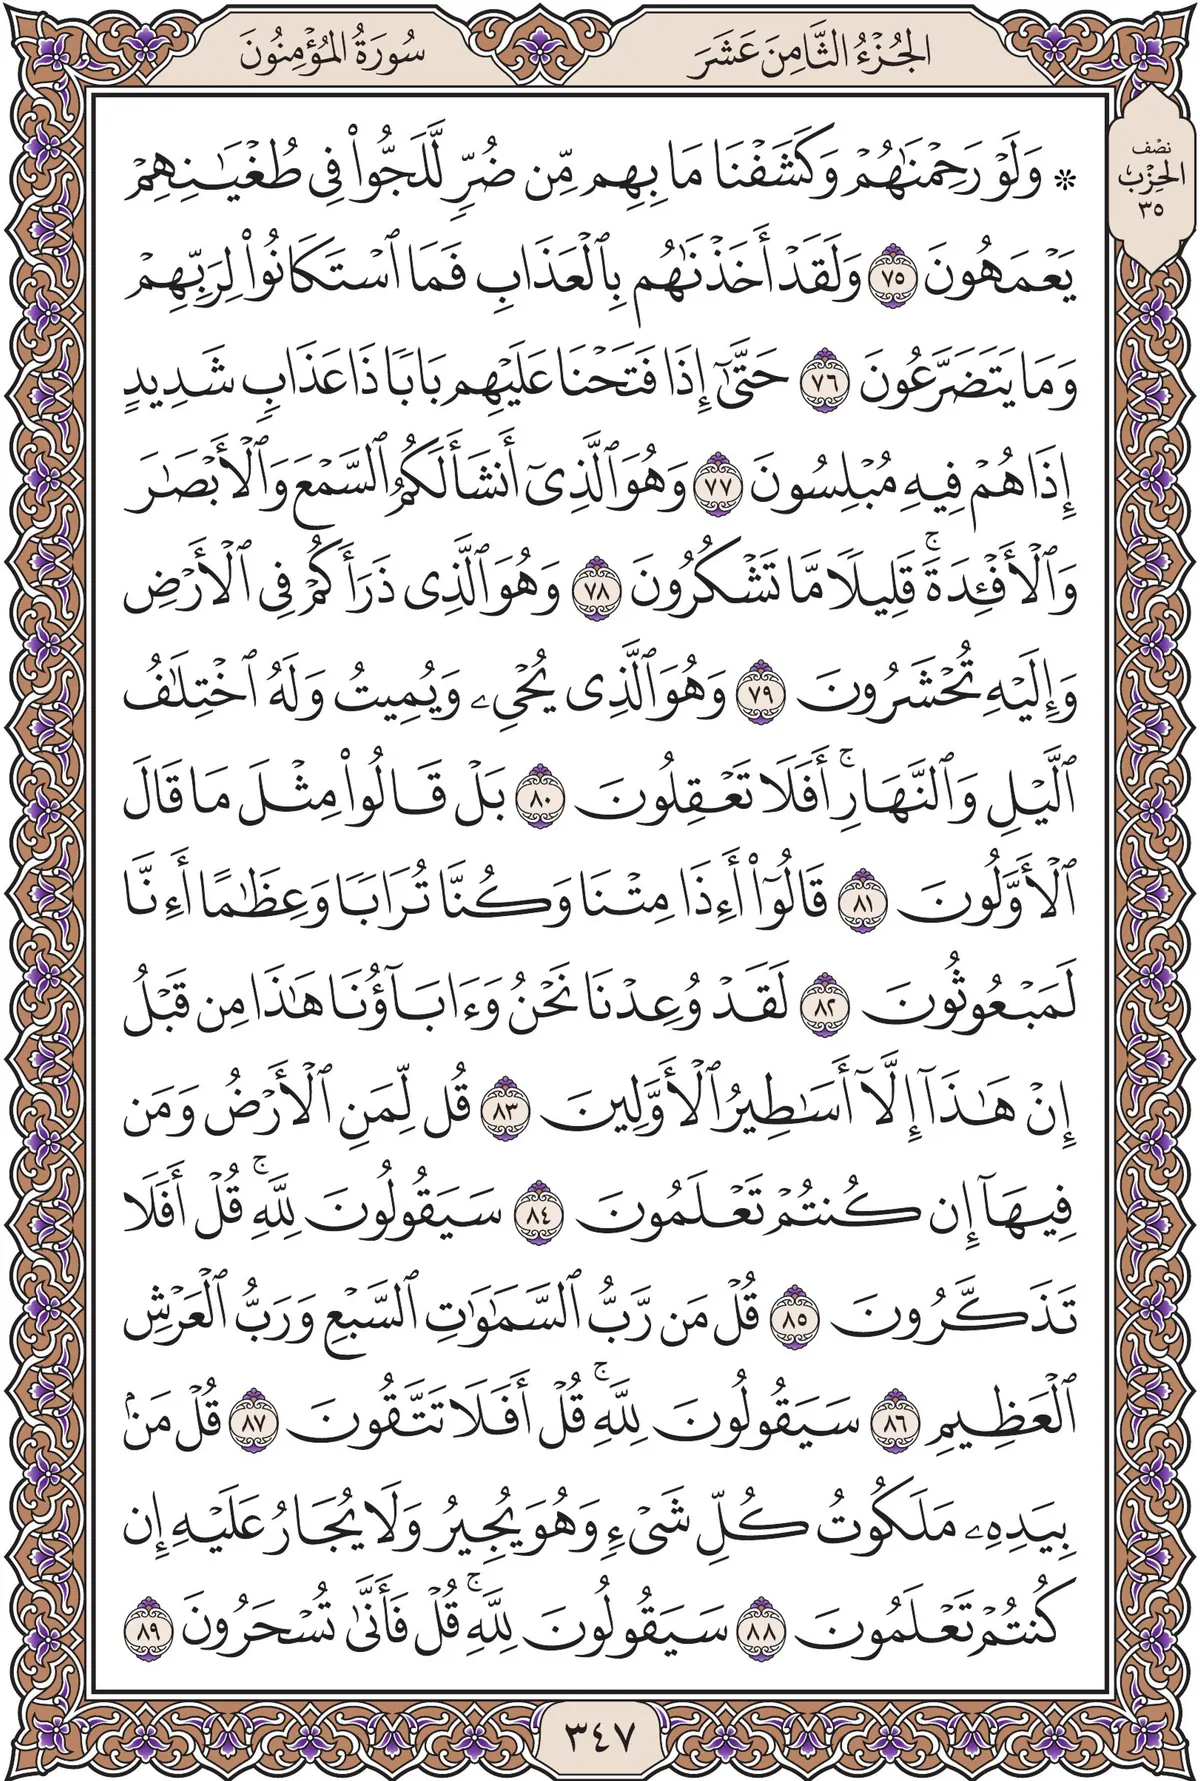 الجُزْءُ الثَّامِنَ عَشَرَ
سُورَةُ المُؤْمِنُونَ
نصْف
الحِزْب
٣٥
۞ وَلَوْ رَحِمْنَٰهُمْ وَكَشَفْنَا مَا بِهِم مِّن ضُرّٖ لَّلَجُّواْ فِي طُغْيَٰنِهِمْ
يَعْمَهُونَ ٧٥ وَلَقَدْ أَخَذْنَٰهُم بِٱلْعَذَابِ فَمَا ٱسْتَكَانُواْ لِرَبِّهِمْ
وَمَا يَتَضَرَّعُونَ ٧٦ حَتَّىٰٓ إِذَا فَتَحْنَا عَلَيْهِم بَابٗا ذَا عَذَابٖ شَدِيدٍ
إِذَا هُمْ فِيهِ مُبْلِسُونَ ٧٧ وَهُوَ ٱلَّذِيٓ أَنشَأَ لَكُمُ ٱلسَّمْعَ وَٱلْأَبْصَٰرَ
وَٱلْأَفْـِٔدَةَۚ قَلِيلٗا مَّا تَشْكُرُونَ ٧٨ وَهُوَ ٱلَّذِي ذَرَأَكُمْ فِي ٱلْأَرْضِ
وَإِلَيْهِ تُحْشَرُونَ ٧٩ وَهُوَ ٱلَّذِي يُحْيِۦ وَيُمِيتُ وَلَهُ ٱخْتِلَٰفُ
ٱلَّيْلِ وَٱلنَّهَارِۚ أَفَلَا تَعْقِلُونَ ٨٠ بَلْ قَالُواْ مِثْلَ مَا قَالَ
ٱلْأَوَّلُونَ ٨١ قَالُوٓاْ أَءِذَا مِتْنَا وَكُنَّا تُرَابٗا وَعِظَٰمًا أَءِنَّا
لَمَبْعُوثُونَ ٨٢ لَقَدْ وُعِدْنَا نَحْنُ وَءَابَآؤُنَا هَٰذَا مِن قَبْلُ
إِنْ هَٰذَآ إِلَّآ أَسَٰطِيرُ ٱلْأَوَّلِينَ ٨٣ قُل لِّمَنِ ٱلْأَرْضُ وَمَن
فِيهَآ إِن كُنتُمْ تَعْلَمُونَ ٨٤ سَيَقُولُونَ لِلَّهِۚ قُلْ أَفَلَا
تَذَكَّرُونَ ٨٥ قُلْ مَن رَّبُّ ٱلسَّمَٰوَٰتِ ٱلسَّبْعِ وَرَبُّ ٱلْعَرْشِ
ٱلْعَظِيمِ ٨٦ سَيَقُولُونَ لِلَّهِۚ قُلْ أَفَلَا تَتَّقُونَ ٨٧ قُلْ مَنۢ
بِيَدِهِۦ مَلَكُوتُ كُلِّ شَيْءٖ وَهُوَ يُجِيرُ وَلَا يُجَارُ عَلَيْهِ إِن
كُنتُمْ تَعْلَمُونَ ٨٨ سَيَقُولُونَ لِلَّهِۚ قُلْ فَأَنَّىٰ تُسْحَرُونَ ٨٩
٣٤٧